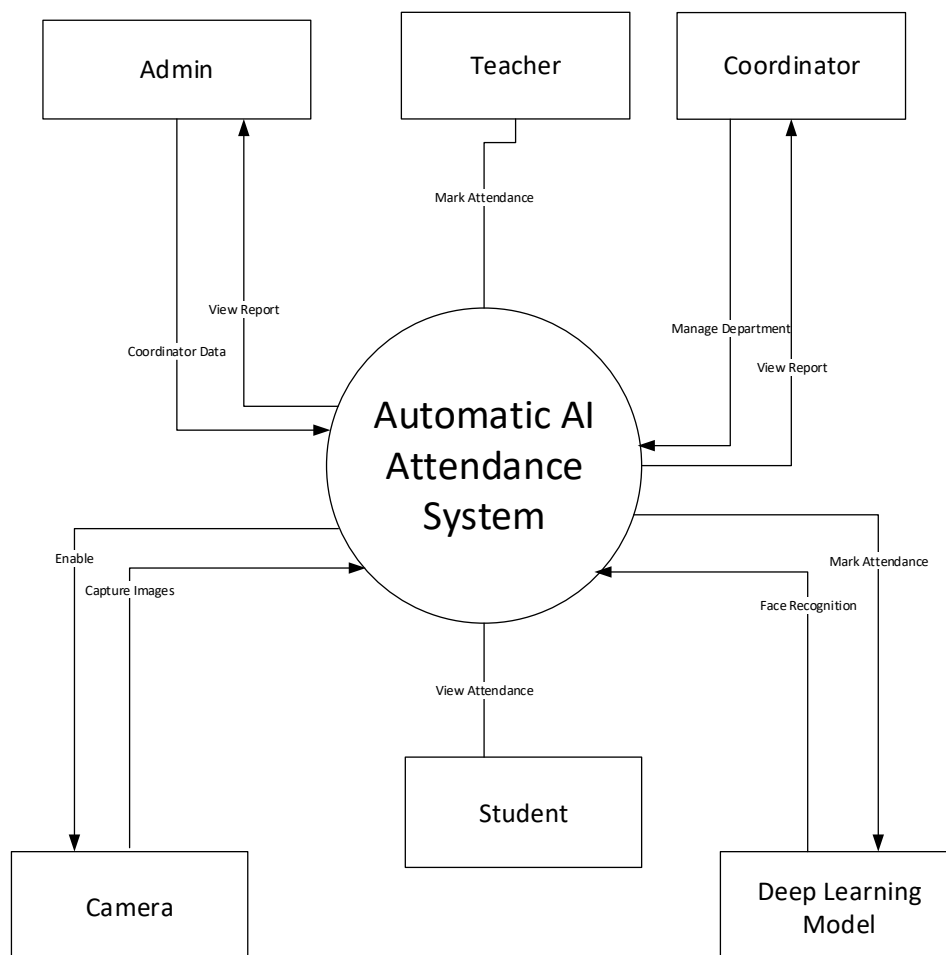 Admin
Teacher
Coordinator
Mark Attendance
View Report
Coordinator Data
Manage Department
View Report
Automatic AI
Attendance
System
Enable
Capture Images
Mark Attendance
Face Recognition
View Attendance
Student
Camera
Deep Learning
Model